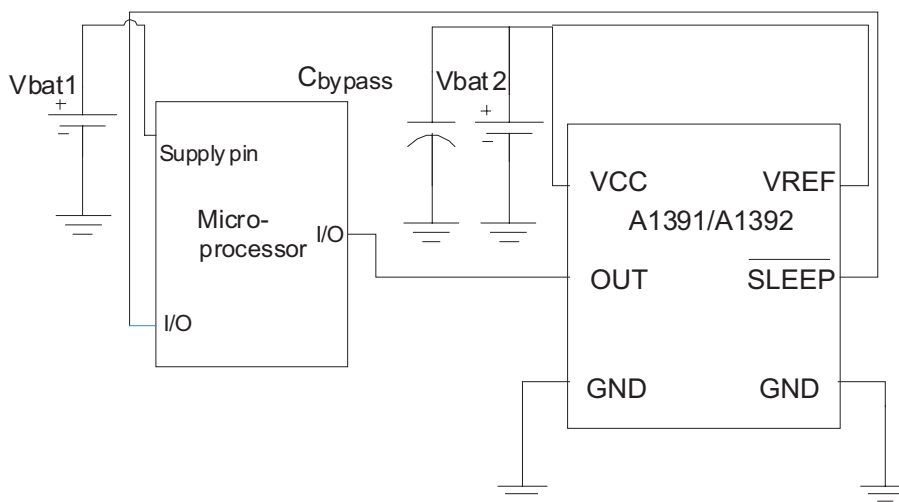 Vbat1
+
-
Cbypass
Vbat2
+
-
Supply pin
Micro-
processor
I/O
I/O
VCC
VREF
A1391/A1392
OUT
SLEEP
GND
GND